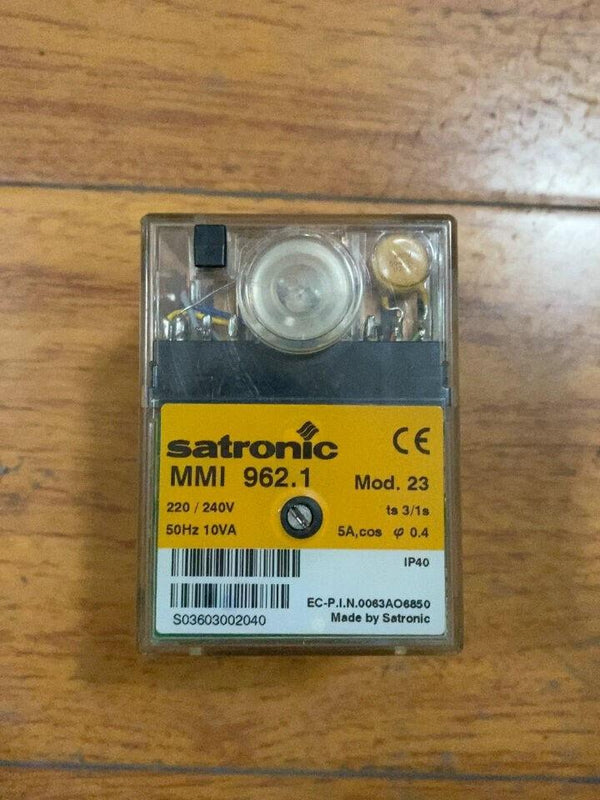 satronic CE
MMI 962.1 Mod. 23
220 / 240V ts 3/1s
50Hz 10VA 5A,cos φ 0.4
IP40
EC-P.I.N.0063AO6850
S03603002040 Made by Satronic